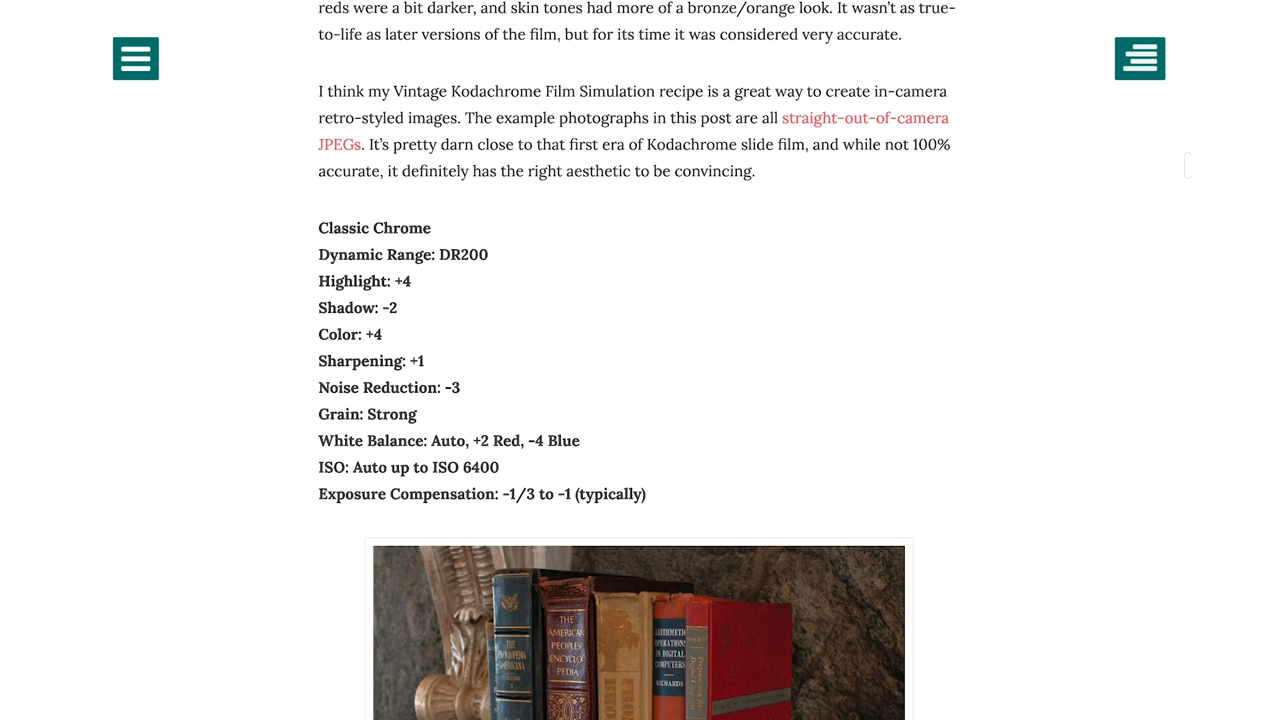 reds were a bit darker, and skin tones had more of a bronze/orange look. It wasn’t as true-
to-life as later versions of the film, but for its time it was considered very accurate.
I think my Vintage Kodachrome Film Simulation recipe is a great way to create in-camera
retro-styled images. The example photographs in this post are all straight-out-of-camera
JPEGs. It’s pretty darn close to that first era of Kodachrome slide film, and while not 100%
accurate, it definitely has the right aesthetic to be convincing.
Classic Chrome
Dynamic Range: DR200
Highlight: +4
Shadow: -2
Color: +4
Sharpening: +1
Noise Reduction: -3
Grain: Strong
White Balance: Auto, +2 Red, -4 Blue
ISO: Auto up to ISO 6400
Exposure Compensation: -1/3 to -1 (typically)
THE
ENCYCLOPEDIA
AMERICANA
THE
AMERICAN
PEOPLES
ENCYCLO
PEDIA
ARITHMETIC
OPERATIONS
IN DIGITAL
COMPUTERS
RICHARDS